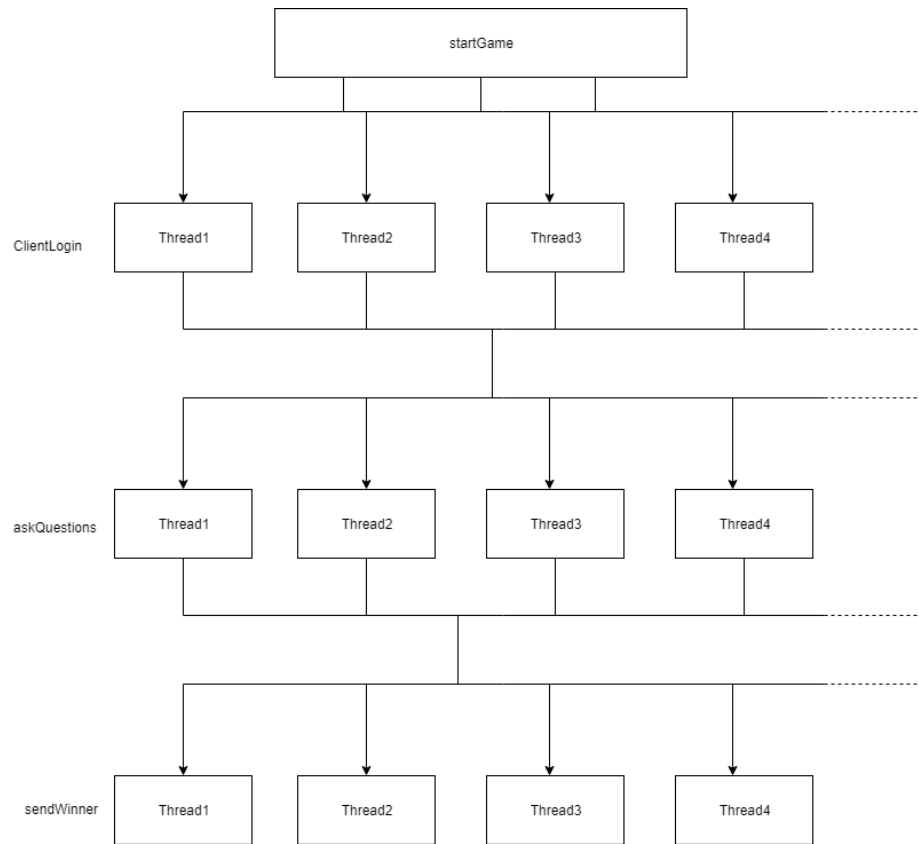 startGame
Thread1
Thread2
Thread3
Thread4
ClientLogin
Thread1
Thread2
Thread3
Thread4
askQuestions
Thread1
Thread2
Thread3
Thread4
sendWinner